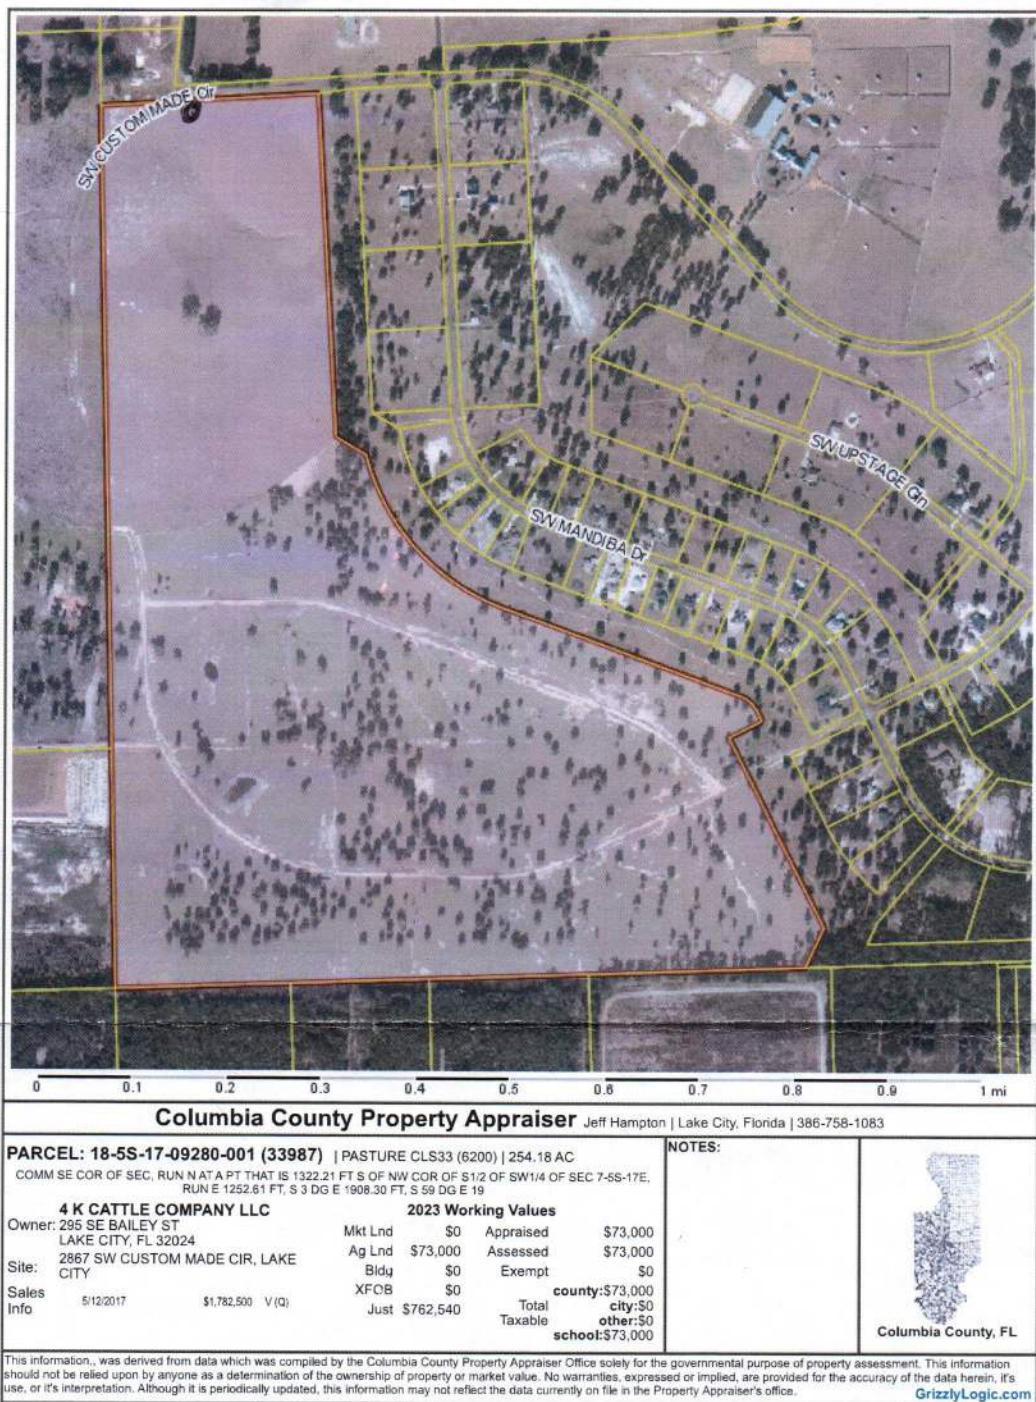 SW CUSTOM MADE Cir
SW UPSTAGE Gln
SW MANDIBA Dr
0 0.1 0.2 0.3 0.4 0.5 0.6 0.7 0.8 0.9 1 mi
Columbia County Property Appraiser Jeff Hampton | Lake City, Florida | 386-758-1083
PARCEL: 18-5S-17-09280-001 (33987) | PASTURE CLS33 (6200) | 254.18 AC
COMM SE COR OF SEC, RUN N AT A PT THAT IS 1322.21 FT S OF NW COR OF S1/2 OF SW1/4 OF SEC 7-5S-17E,
RUN E 1252.61 FT, S 3 DG E 1908.30 FT, S 59 DG E 19
4 K CATTLE COMPANY LLC
Owner: 295 SE BAILEY ST
LAKE CITY, FL 32024
Site: 2867 SW CUSTOM MADE CIR, LAKE
CITY
Sales
Info 5/12/2017 $1,782,500 V (Q)
2023 Working Values
Mkt Lnd $0 Appraised $73,000
Ag Lnd $73,000 Assessed $73,000
Bldg $0 Exempt $0
XFOB $0 county:$73,000
Just $762,540 Total city:$0
Taxable other:$0
school:$73,000
NOTES:
Columbia County, FL
This information,, was derived from data which was compiled by the Columbia County Property Appraiser Office solely for the governmental purpose of property assessment. This information
should not be relied upon by anyone as a determination of the ownership of property or market value. No warranties, expressed or implied, are provided for the accuracy of the data herein, it's
use, or it's interpretation. Although it is periodically updated, this information may not reflect the data currently on file in the Property Appraiser's office.
GrizzlyLogic.com